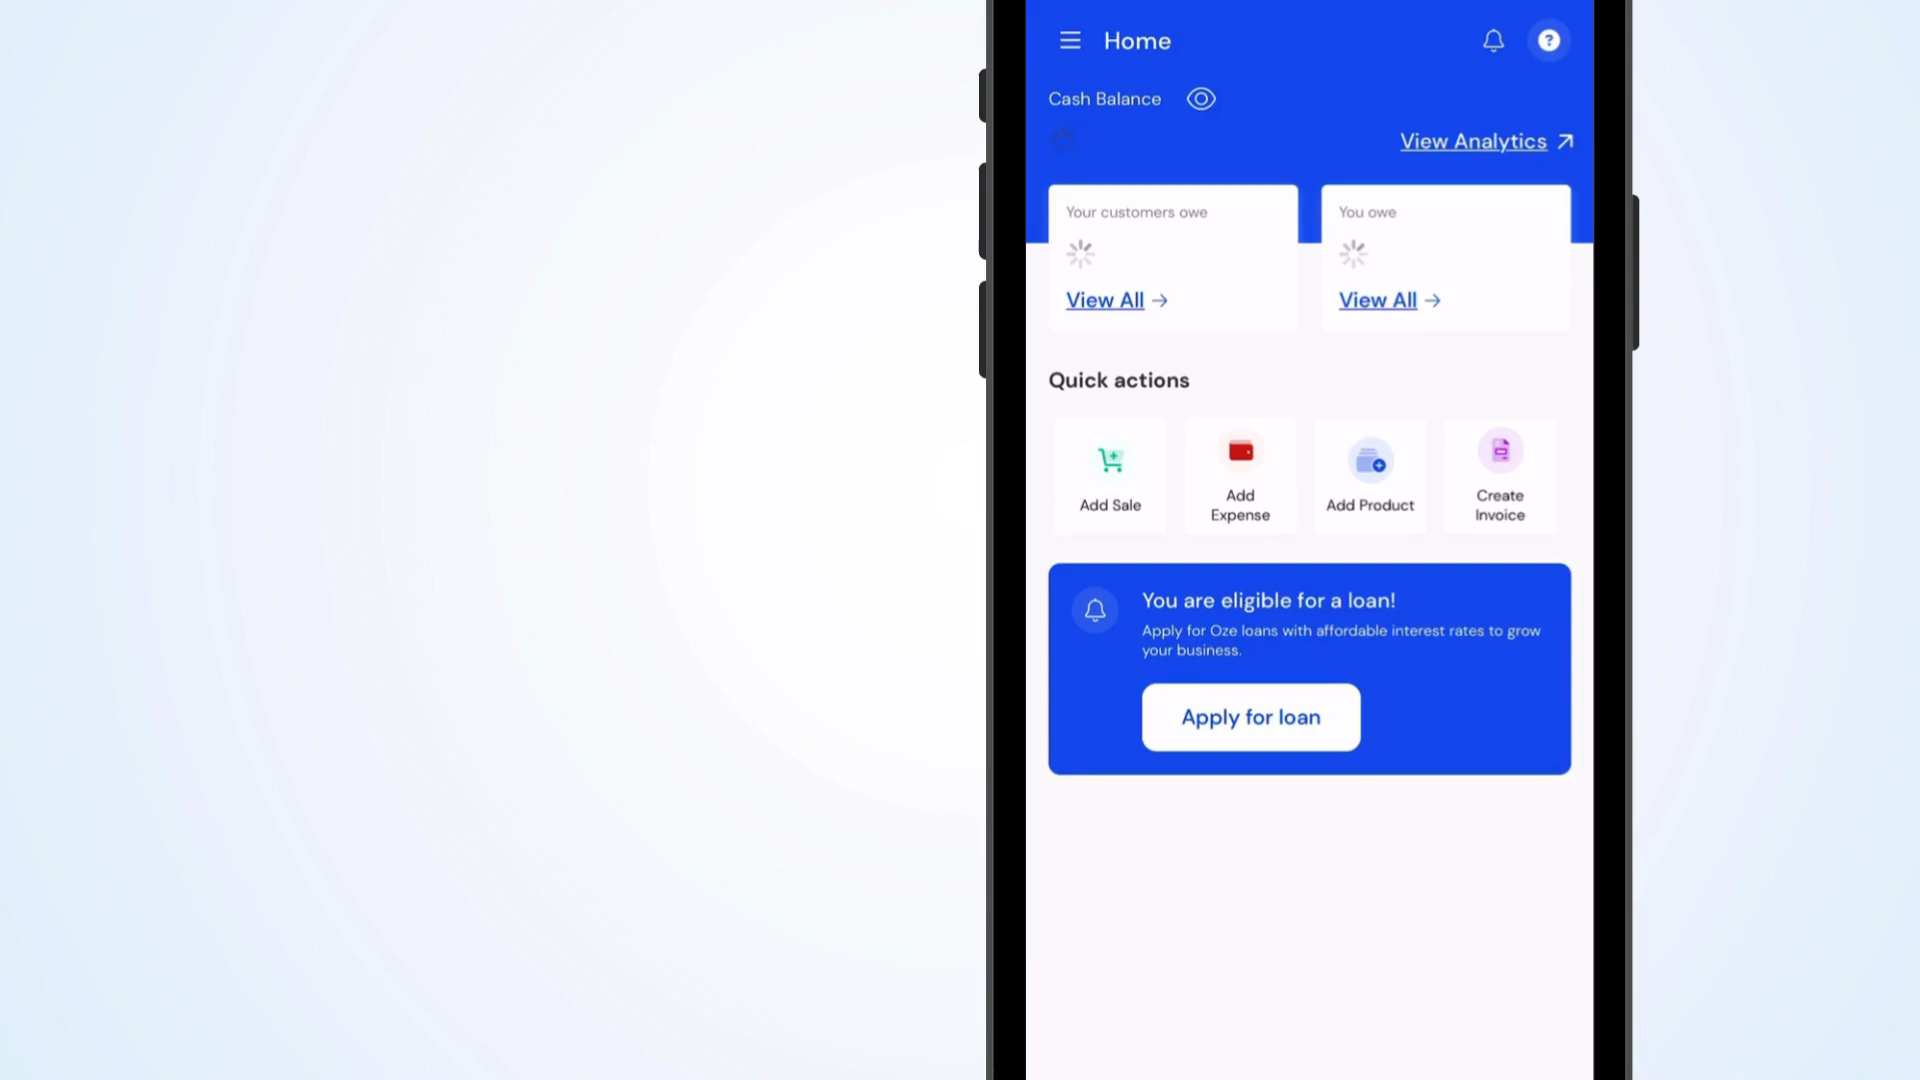 Home
?
Cash Balance
View Analytics
Your customers owe
You owe
View All
View All
Quick actions
Add Sale
Add
Expense
Add Product
Create
Invoice
You are eligible for a loan!
Apply for Oze loans with affordable interest rates to grow
your business.
Apply for loan